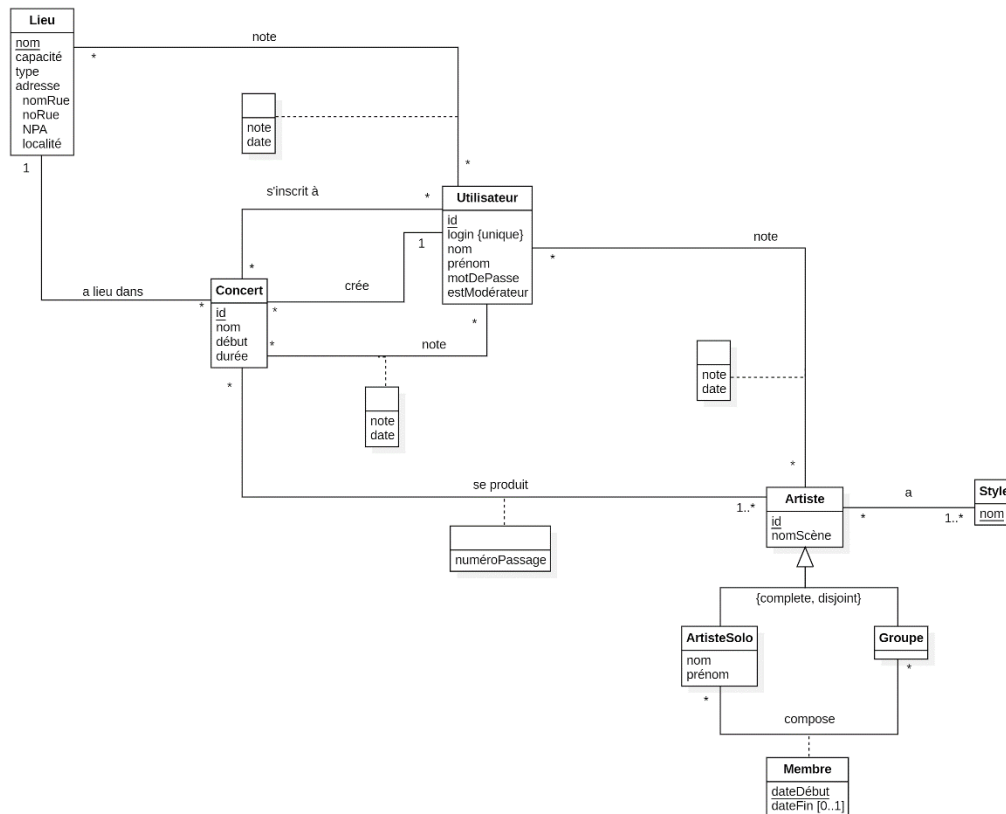 Lieu
nom
capacité
type
adresse
nomRue
noRue
NPA
localité
note
*
*
note
date
1
s'inscrit à
*
*
Utilisateur
id
login {unique}
nom
prénom
motDePasse
estModérateur
1
crée
*
a lieu dans
*
Concert
id
nom
début
durée
*
note
*
note
date
note
*
*
note
date
*
se produit
1..*
numéroPassage
Artiste
id
nomScène
a
*
1..*
Style
nom
{complete, disjoint}
ArtisteSolo
nom
prénom
Groupe
*
*
compose
Membre
dateDébut
dateFin [0..1]